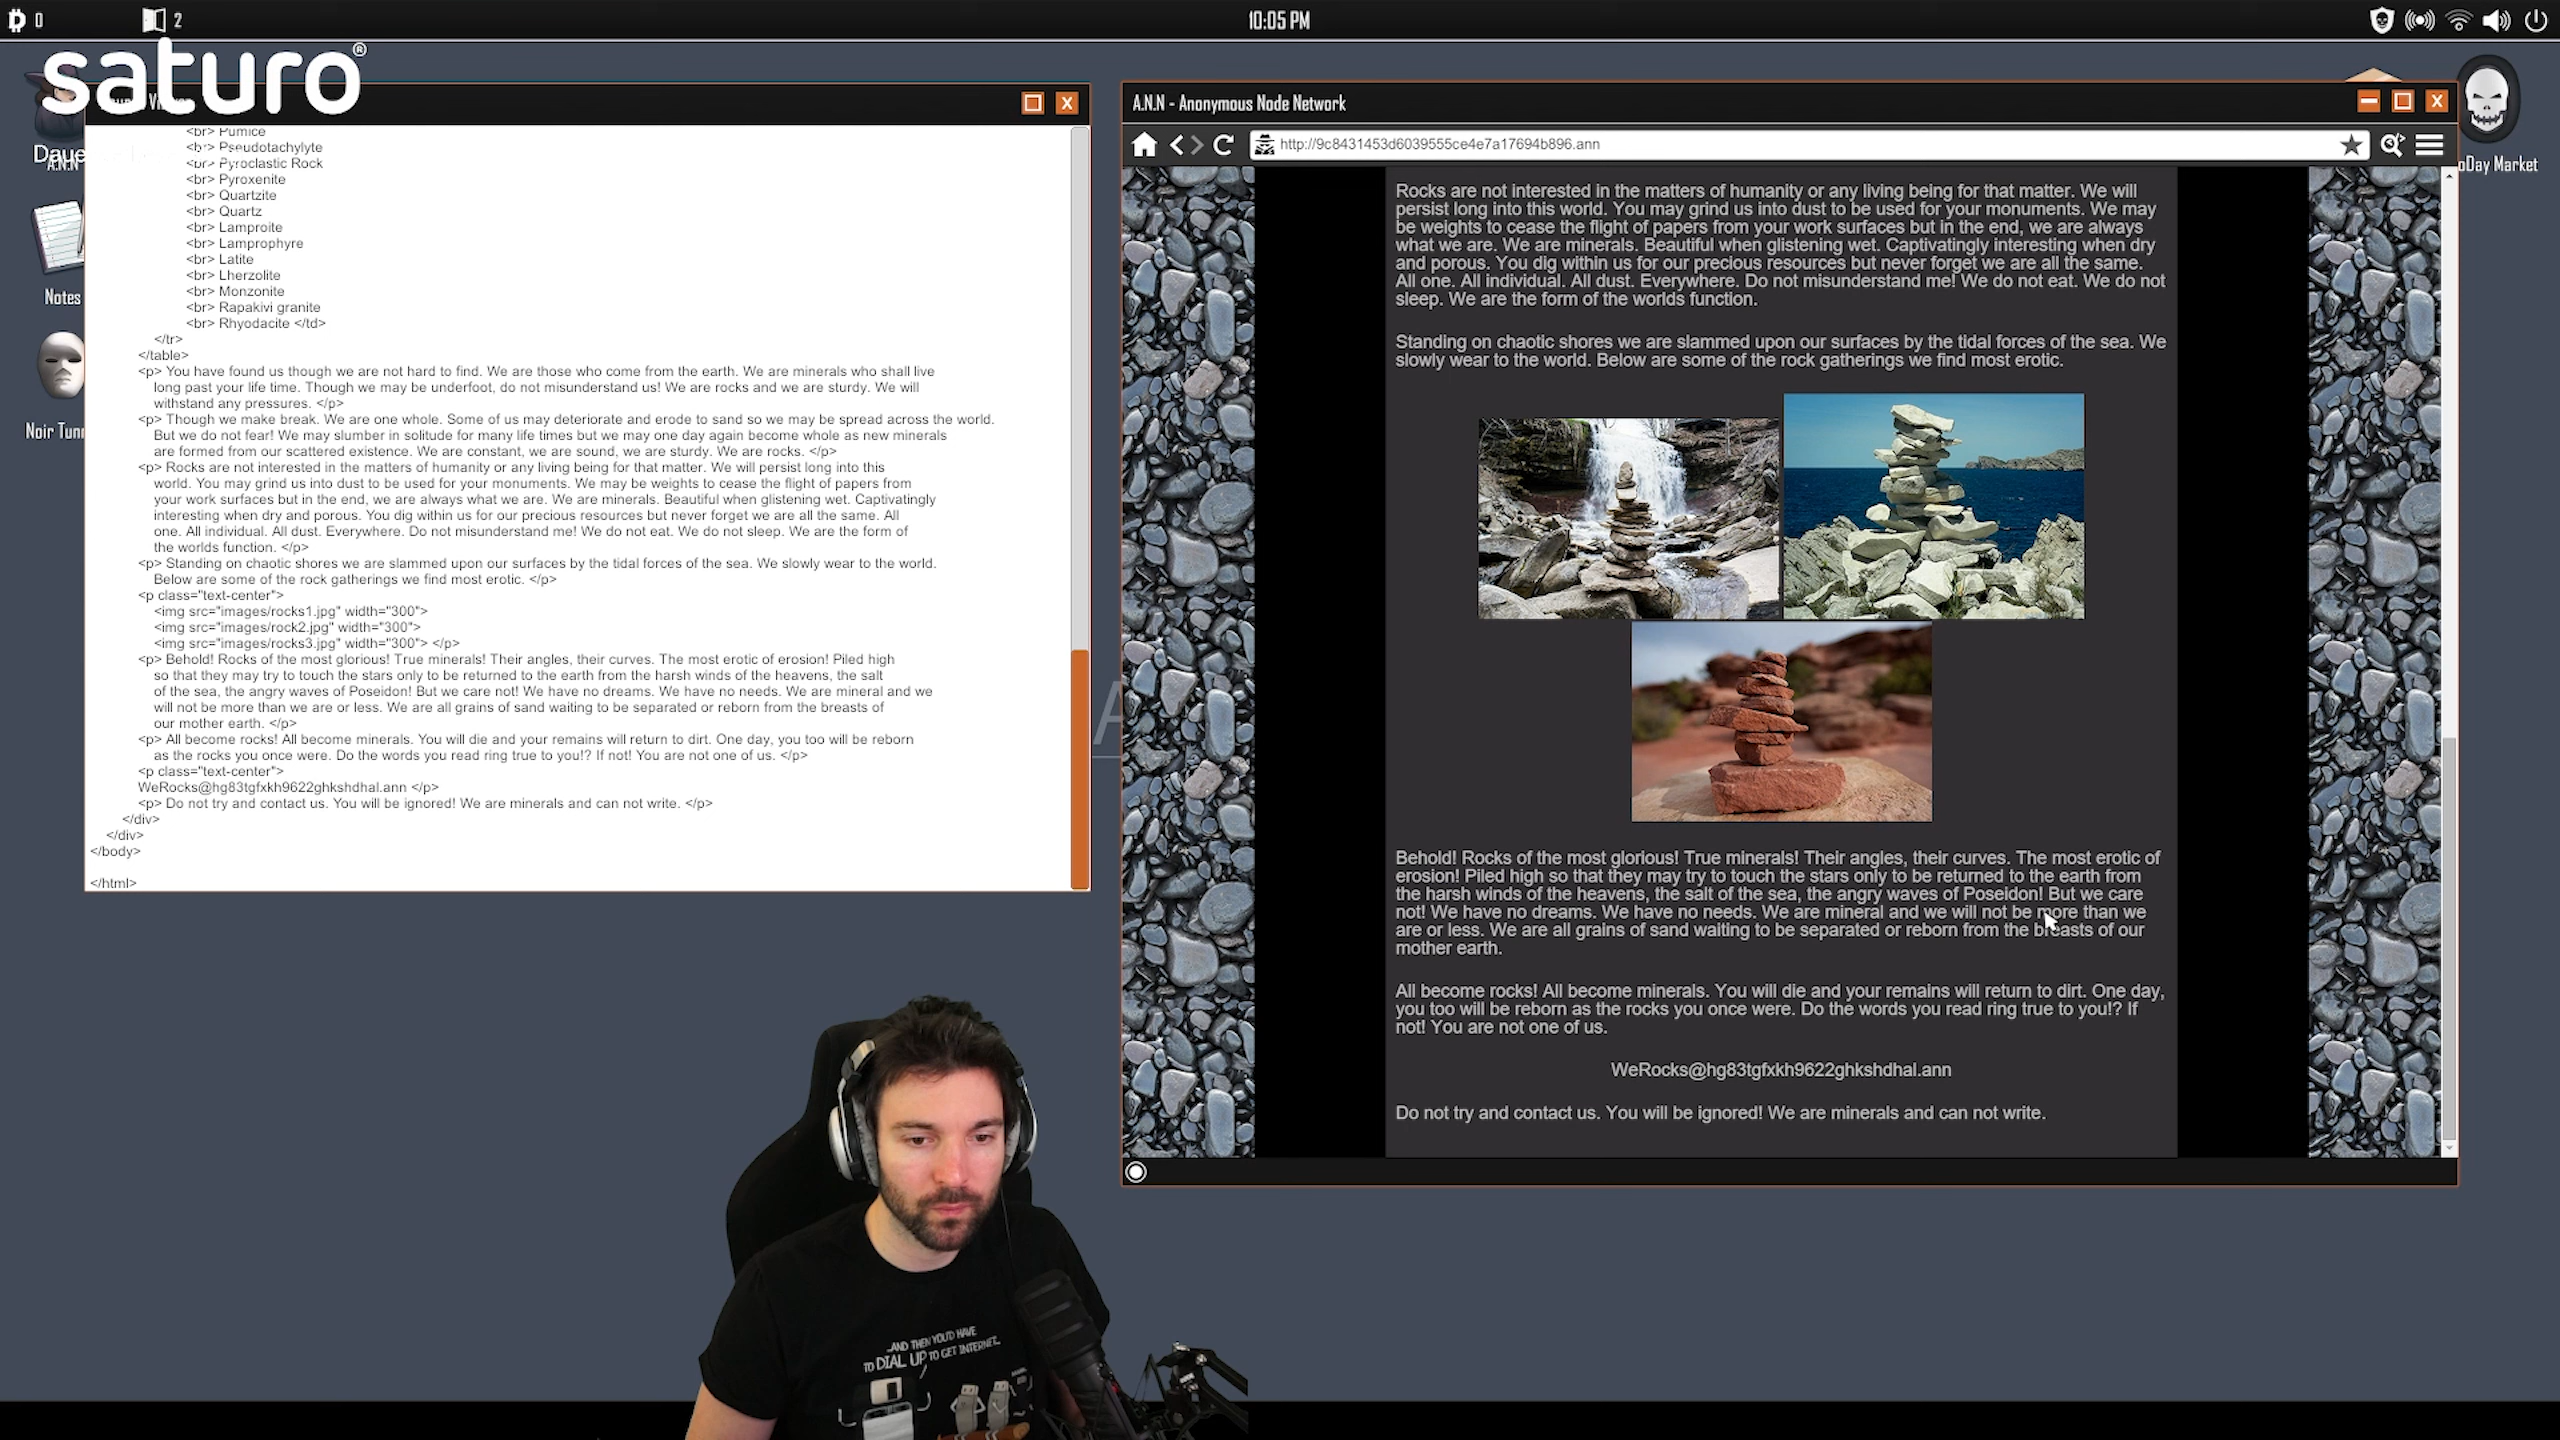 0
2
10:05 PM
saturo®
Daue
A.N.N
Notes
Noir Tunn
oDay Market
<br> Pumice
<br> Pseudotachylyte
<br> Pyroclastic Rock
<br> Pyroxenite
<br> Quartzite
<br> Quartz
<br> Lamproite
<br> Lamprophyre
<br> Latite
<br> Lherzolite
<br> Monzonite
<br> Rapakivi granite
<br> Rhyodacite </td>
</tr>
</table>
<p> You have found us though we are not hard to find. We are those who come from the earth. We are minerals who shall live
long past your life time. Though we may be underfoot, do not misunderstand us! We are rocks and we are sturdy. We will
withstand any pressures. </p>
<p> Though we make break. We are one whole. Some of us may deteriorate and erode to sand so we may be spread across the world.
But we do not fear! We may slumber in solitude for many life times but we may one day again become whole as new minerals
are formed from our scattered existence. We are constant, we are sound, we are sturdy. We are rocks. </p>
<p> Rocks are not interested in the matters of humanity or any living being for that matter. We will persist long into this
world. You may grind us into dust to be used for your monuments. We may be weights to cease the flight of papers from
your work surfaces but in the end, we are always what we are. We are minerals. Beautiful when glistening wet. Captivatingly
interesting when dry and porous. You dig within us for our precious resources but never forget we are all the same. All
one. All individual. All dust. Everywhere. Do not misunderstand me! We do not eat. We do not sleep. We are the form of
the worlds function. </p>
<p> Standing on chaotic shores we are slammed upon our surfaces by the tidal forces of the sea. We slowly wear to the world.
Below are some of the rock gatherings we find most erotic. </p>
<p class="text-center">
<img src="images/rocks1.jpg" width="300">
<img src="images/rock2.jpg" width="300">
<img src="images/rocks3.jpg" width="300"> </p>
<p> Behold! Rocks of the most glorious! True minerals! Their angles, their curves. The most erotic of erosion! Piled high
so that they may try to touch the stars only to be returned to the earth from the harsh winds of the heavens, the salt
of the sea, the angry waves of Poseidon! But we care not! We have no dreams. We have no needs. We are mineral and we
will not be more than we are or less. We are all grains of sand waiting to be separated or reborn from the breasts of
our mother earth. </p>
<p> All become rocks! All become minerals. You will die and your remains will return to dirt. One day, you too will be reborn
as the rocks you once were. Do the words you read ring true to you!? If not! You are not one of us. </p>
<p class="text-center">
WeRocks@hg83tgfxkh9622ghkshdhal.ann </p>
<p> Do not try and contact us. You will be ignored! We are minerals and can not write. </p>
</div>
</div>
</body>
</html>
A.N.N - Anonymous Node Network
http://9c8431453d6039555ce4e7a17694b896.ann
Rocks are not interested in the matters of humanity or any living being for that matter. We will
persist long into this world. You may grind us into dust to be used for your monuments. We may
be weights to cease the flight of papers from your work surfaces but in the end, we are always
what we are. We are minerals. Beautiful when glistening wet. Captivatingly interesting when dry
and porous. You dig within us for our precious resources but never forget we are all the same.
All one. All individual. All dust. Everywhere. Do not misunderstand me! We do not eat. We do not
sleep. We are the form of the worlds function.
Standing on chaotic shores we are slammed upon our surfaces by the tidal forces of the sea. We
slowly wear to the world. Below are some of the rock gatherings we find most erotic.
Behold! Rocks of the most glorious! True minerals! Their angles, their curves. The most erotic of
erosion! Piled high so that they may try to touch the stars only to be returned to the earth from
the harsh winds of the heavens, the salt of the sea, the angry waves of Poseidon! But we care
not! We have no dreams. We have no needs. We are mineral and we will not be more than we
are or less. We are all grains of sand waiting to be separated or reborn from the breasts of our
mother earth.
All become rocks! All become minerals. You will die and your remains will return to dirt. One day,
you too will be reborn as the rocks you once were. Do the words you read ring true to you!? If
not! You are not one of us.
WeRocks@hg83tgfxkh9622ghkshdhal.ann
Do not try and contact us. You will be ignored! We are minerals and can not write.
...AND THEN YOU'D HAVE
TO DIAL UP TO GET INTERNET...